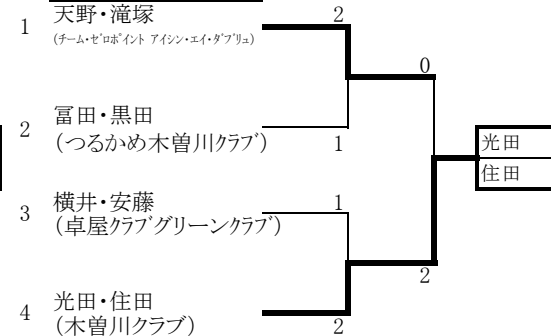 1 天野・滝塚 2
(チーム・ゼロポイント アイシン・エイ・ダブリュ)
0
2 冨田・黒田
(つるかめ木曽川クラブ) 1
光田
住田
3 横井・安藤 1
(卓屋クラブグリーンクラブ)
2
4 光田・住田
(木曽川クラブ) 2